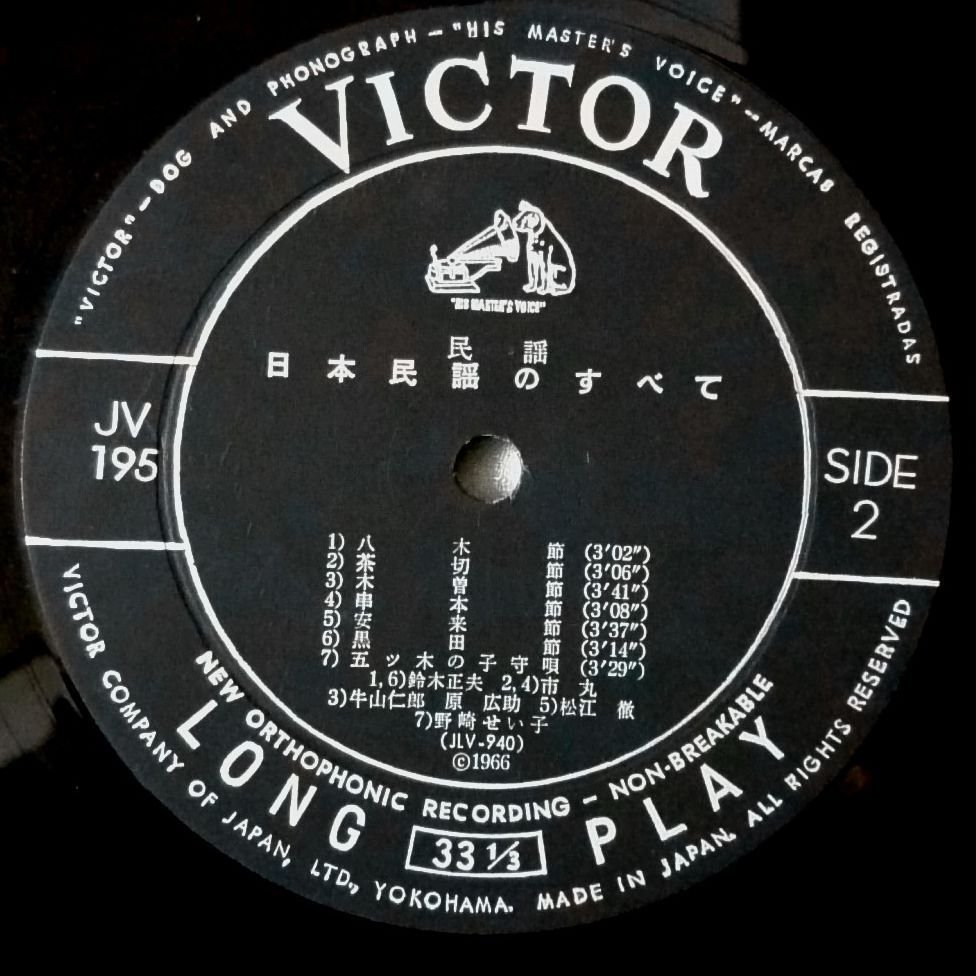 "VICTOR" – DOG AND PHONOGRAPH – "HIS MASTER'S VOICE" – MARCAS REGISTRADAS
VICTOR
"HIS MASTER'S VOICE"
民謡
日本民謡のすべて
JV
195
SIDE
2
1) 八木節 (3′02″)
2) 茶切節 (3′06″)
3) 木曽節 (3′41″)
4) 串本節 (3′08″)
5) 安来節 (3′37″)
6) 黒田節 (3′14″)
7) 五ッ木の子守唄 (3′29″)
1,6)鈴木正夫 2,4)市丸
3)牛山仁郎 原広助 5)松江徹
7)野崎せい子
(JLV-940)
©1966
NEW ORTHOPHONIC RECORDING – NON-BREAKABLE
LONG PLAY
33 1/3
VICTOR COMPANY OF JAPAN, LTD., YOKOHAMA. MADE IN JAPAN. ALL RIGHTS RESERVED